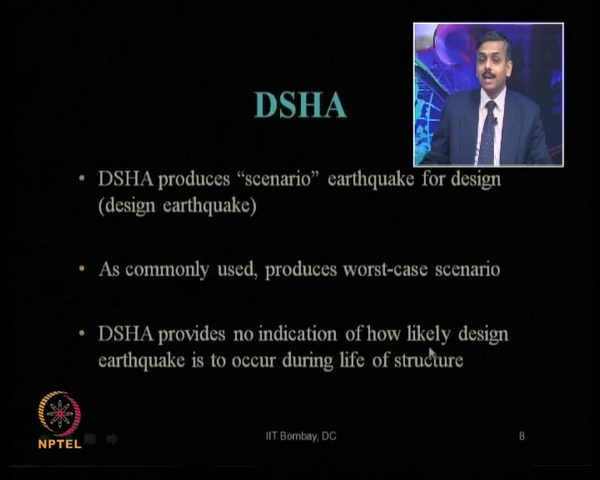 DSHA
• DSHA produces “scenario” earthquake for design
(design earthquake)
• As commonly used, produces worst-case scenario
• DSHA provides no indication of how likely design
earthquake is to occur during life of structure
NPTEL
IIT Bombay, DC
8